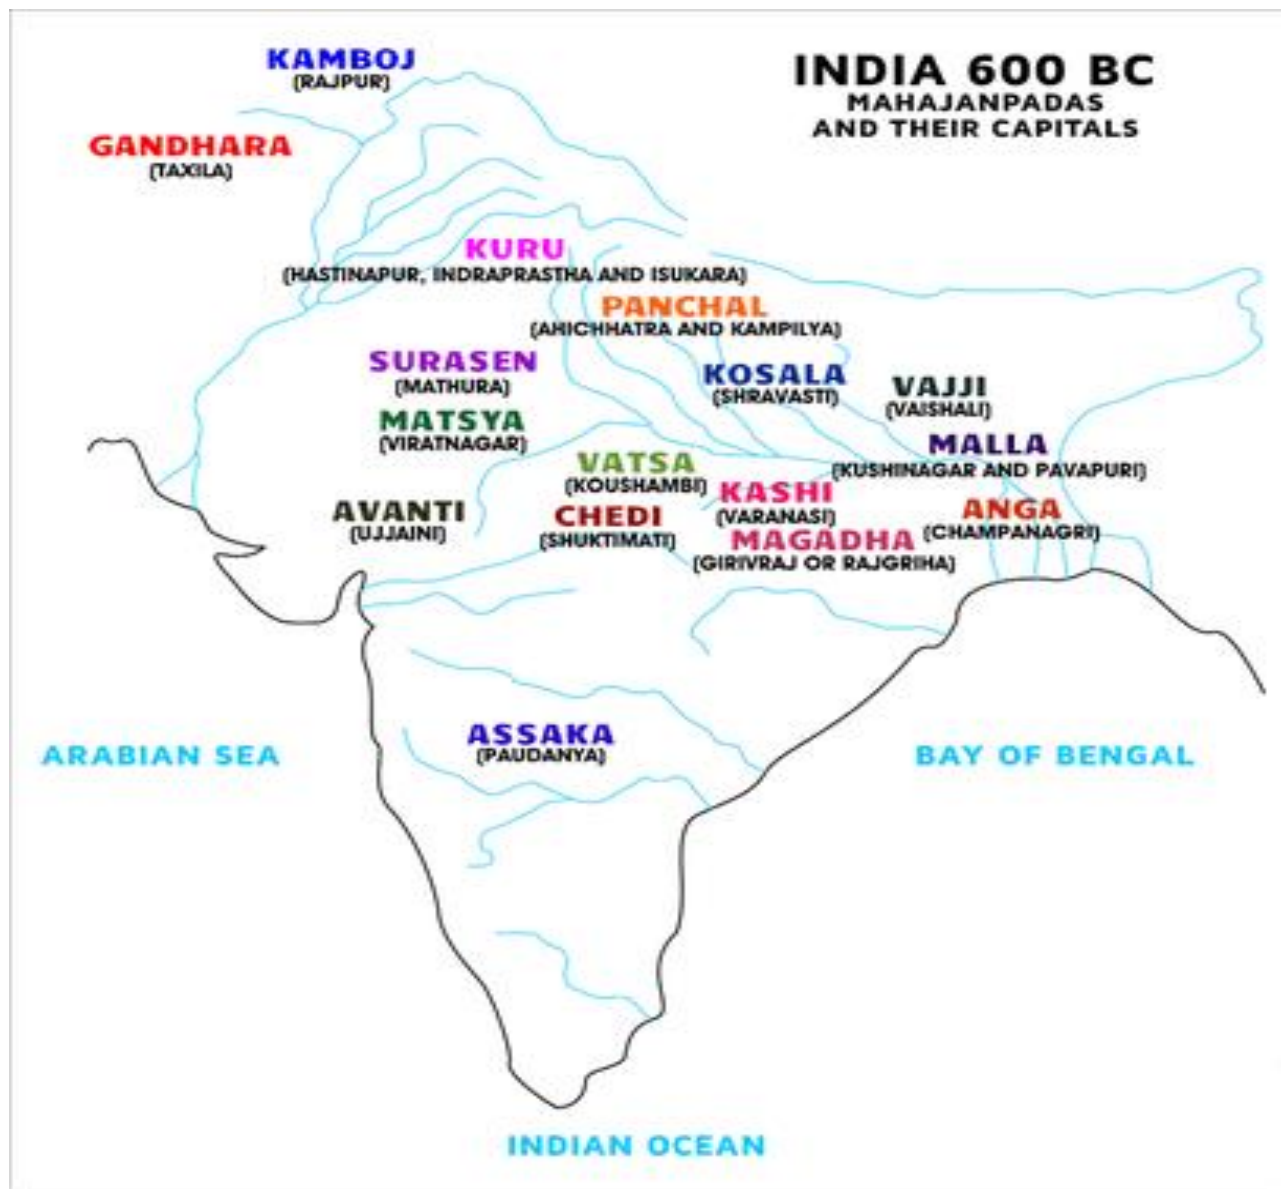 KAMBOJ
(RAJPUR)
INDIA 600 BC
MAHAJANPADAS
AND THEIR CAPITALS
GANDHARA
(TAXILA)
KURU
(HASTINAPUR, INDRAPRASTHA AND ISUKARA)
PANCHAL
(AHICHHATRA AND KAMPILYA)
SURASEN
(MATHURA)
KOSALA
(SHRAVASTI)
VAJJI
(VAISHALI)
MATSYA
(VIRATNAGAR)
MALLA
(KUSHINAGAR AND PAVAPURI)
VATSA
(KOUSHAMBI)
KASHI
(VARANASI)
AVANTI
(UJJAINI)
CHEDI
(SHUKTIMATI)
ANGA
(CHAMPANAGRI)
MAGADHA
(GIRIVRAJ OR RAJGRIHA)
ASSAKA
(PAUDANYA)
ARABIAN SEA
BAY OF BENGAL
INDIAN OCEAN